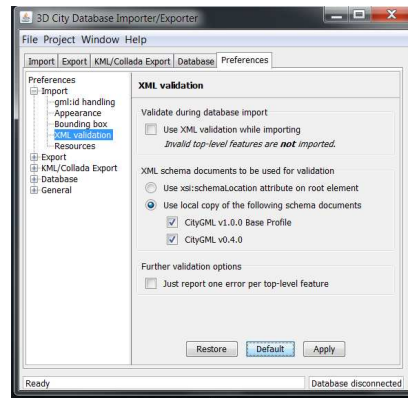 3D City Database Importer/Exporter
File Project Window Help
Import Export KML/Collada Export Database Preferences
Preferences
Import
gml:id handling
Appearance
Bounding box
XML validation
Resources
Export
KML/Collada Export
Database
General
XML validation
Validate during database import
Use XML validation while importing
Invalid top-level features are not imported.
XML schema documents to be used for validation
Use xsi:schemaLocation attribute on root element
Use local copy of the following schema documents
CityGML v1.0.0 Base Profile
CityGML v0.4.0
Further validation options
Just report one error per top-level feature
Restore Default Apply
Ready Database disconnected